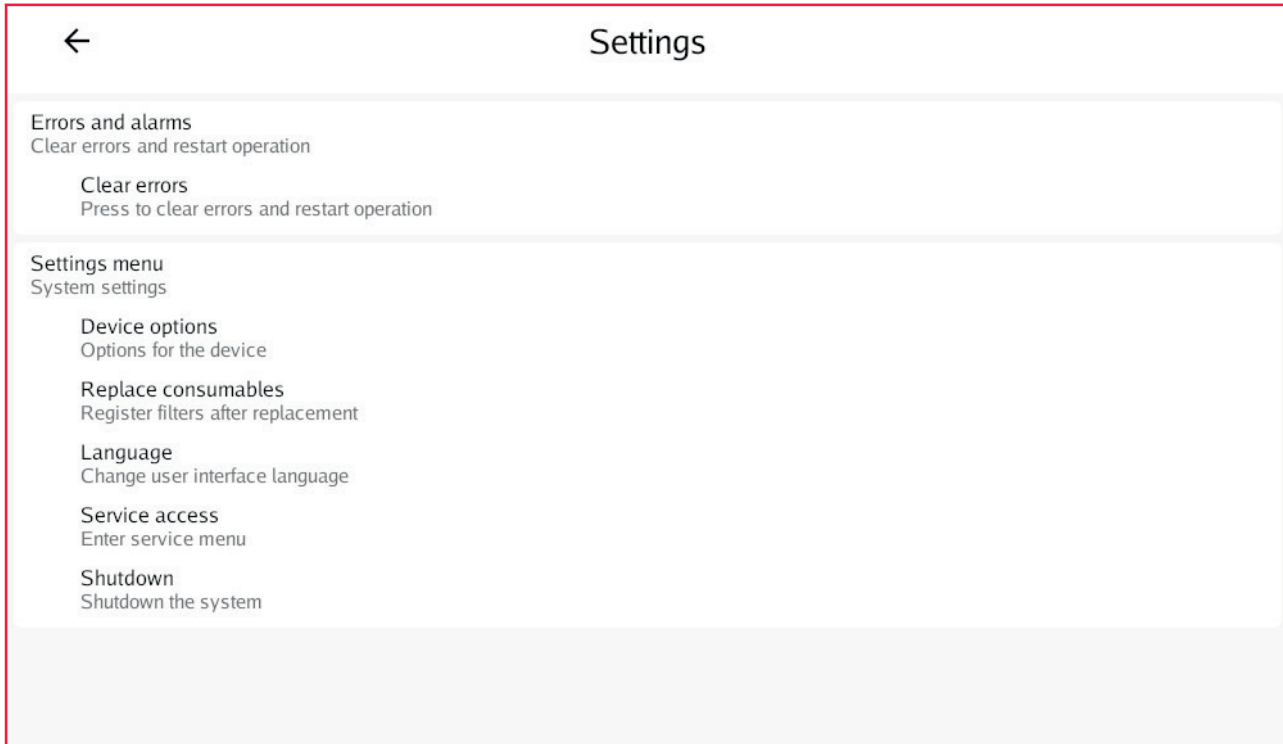 Settings
Errors and alarms
Clear errors and restart operation
Clear errors
Press to clear errors and restart operation
Settings menu
System settings
Device options
Options for the device
Replace consumables
Register filters after replacement
Language
Change user interface language
Service access
Enter service menu
Shutdown
Shutdown the system